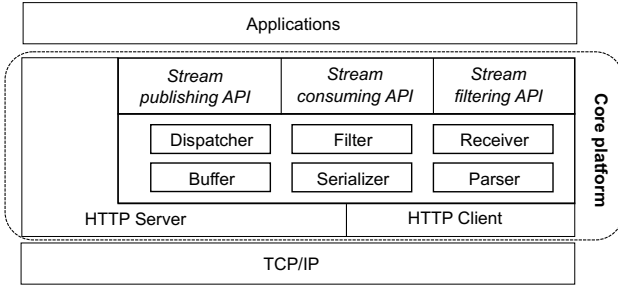 Applications
Stream
publishing API
Stream
consuming API
Stream
filtering API
Core platform
Dispatcher
Filter
Receiver
Buffer
Serializer
Parser
HTTP Server
HTTP Client
TCP/IP